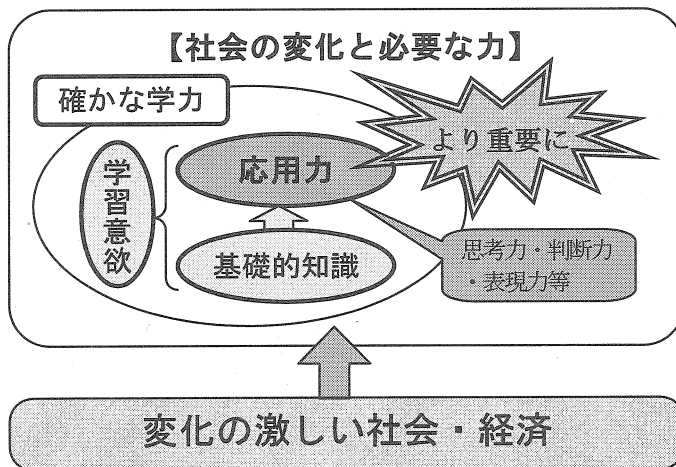 【社会の変化と必要な力】
確かな学力
より重要に
応用力
学習意欲
基礎的知識
思考力・判断力
・表現力等
変化の激しい社会・経済